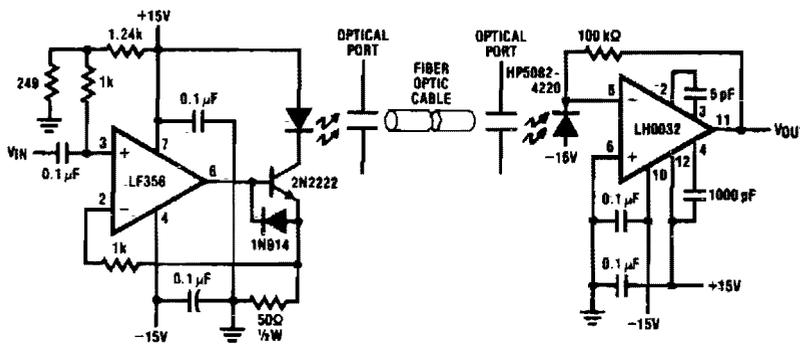 +15V
1.24k
249
1k
0.1 μF
VIN
0.1 μF
3
+
7
LF356
6
2
−
4
2N2222
1N914
1k
0.1 μF
50Ω
½W
−15V
OPTICAL
PORT
FIBER
OPTIC
CABLE
OPTICAL
PORT
HP5082-
4220
−15V
100 kΩ
5
−
2
5 pF
3
11
LH0032
VOUT
6
+
4
12
10
0.1 μF
1000 pF
0.1 μF
+15V
−15V